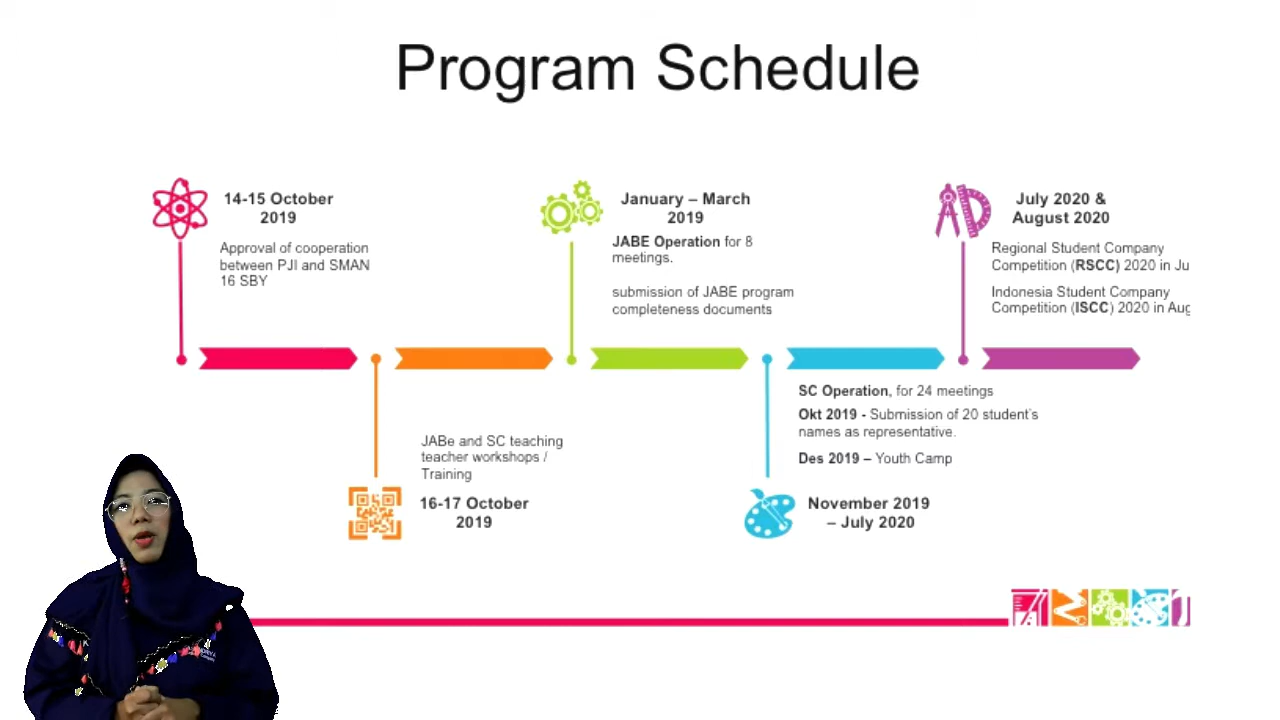 Program Schedule
14-15 October
2019
Approval of cooperation
between PJI and SMAN
16 SBY
JABe and SC teaching
teacher workshops /
Training
16-17 October
2019
January – March
2019
JABE Operation for 8
meetings.
submission of JABE program
completeness documents
SC Operation, for 24 meetings
Okt 2019 - Submission of 20 student's
names as representative.
Des 2019 – Youth Camp
November 2019
– July 2020
July 2020 &
August 2020
Regional Student Company
Competition (RSCC) 2020 in Ju
Indonesia Student Company
Competition (ISCC) 2020 in Aug